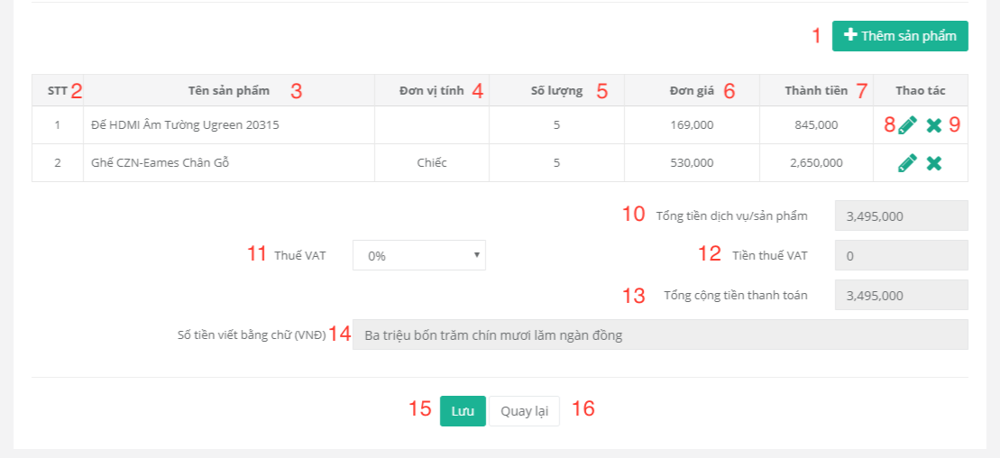 1 Thêm sản phẩm
STT 2 Tên sản phẩm 3 Đơn vị tính 4 Số lượng 5 Đơn giá 6 Thành tiền 7 Thao tác
1 Đế HDMI Âm Tường Ugreen 20315 5 169,000 845,000 8 9
2 Ghế CZN-Eames Chân Gỗ Chiếc 5 530,000 2,650,000
10 Tổng tiền dịch vụ/sản phẩm 3,495,000
11 Thuế VAT 0% 12 Tiền thuế VAT 0
13 Tổng cộng tiền thanh toán 3,495,000
Số tiền viết bằng chữ (VNĐ) 14 Ba triệu bốn trăm chín mươi lăm ngàn đồng
15 Lưu Quay lại 16